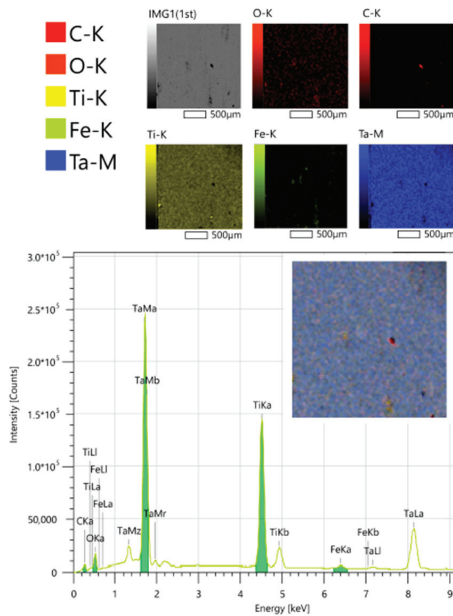 C-K
O-K
Ti-K
Fe-K
Ta-M
IMG1(1st)
O-K
C-K
500μm
500μm
500μm
Ti-K
Fe-K
Ta-M
500μm
500μm
500μm
3.0*10⁵
2.5*10⁵
2.0*10⁵
1.5*10⁵
1.0*10⁵
50,000
0
Intensity [Counts]
TaMa
TaMb
TiKa
TiLl
FeLl
TiLa
FeLa
CKa
OKa
TaMz
TaMr
TiKb
FeKa
FeKb
TaLl
TaLa
0 1 2 3 4 5 6 7 8 9
Energy [keV]